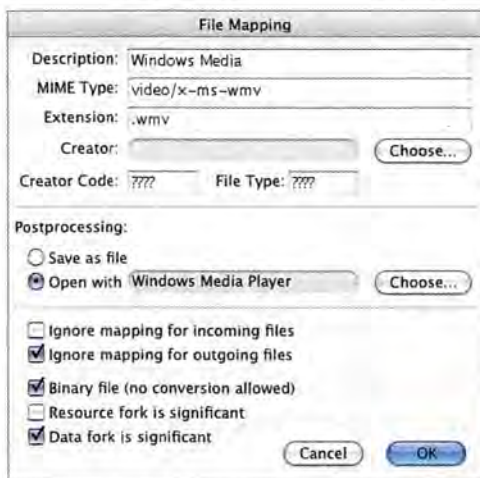 File Mapping
Description: Windows Media
MIME Type: video/x-ms-wmv
Extension: .wmv
Creator: Choose...
Creator Code: ???? File Type: ????
Postprocessing:
Save as file
Open with Windows Media Player Choose...
Ignore mapping for incoming files
Ignore mapping for outgoing files
Binary file (no conversion allowed)
Resource fork is significant
Data fork is significant
Cancel OK